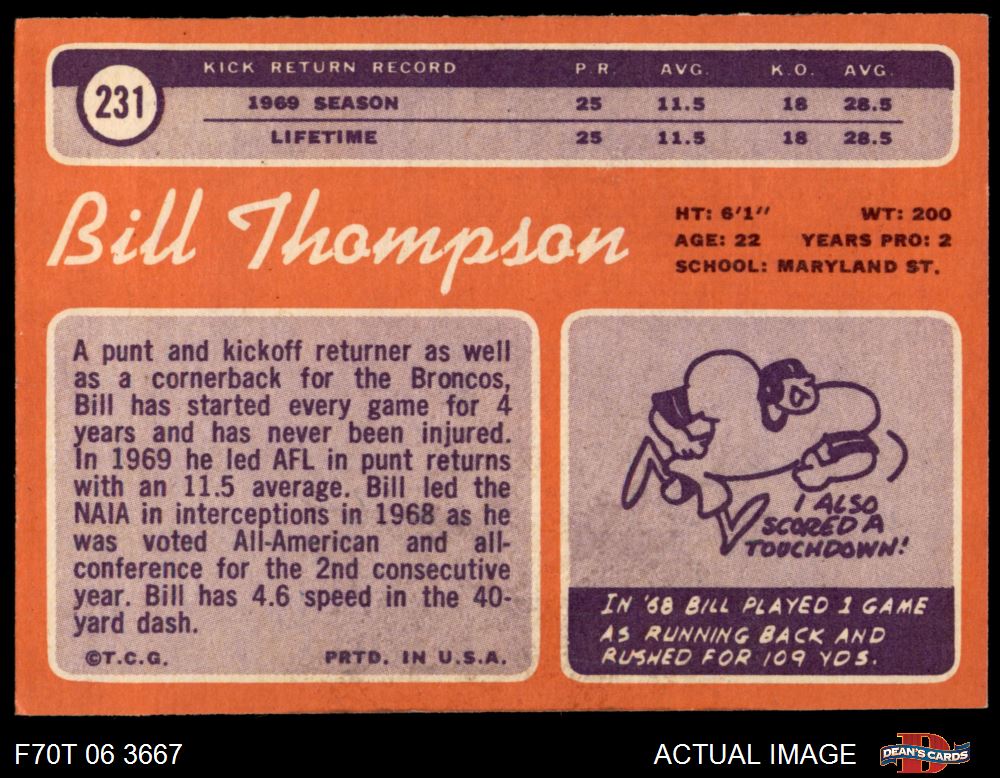 231
KICK RETURN RECORD P.R. AVG. K.O. AVG.
1969 SEASON 25 11.5 18 28.5
LIFETIME 25 11.5 18 28.5
Bill Thompson
HT: 6'1" WT: 200
AGE: 22 YEARS PRO: 2
SCHOOL: MARYLAND ST.
A punt and kickoff returner as well
as a cornerback for the Broncos,
Bill has started every game for 4
years and has never been injured.
In 1969 he led AFL in punt returns
with an 11.5 average. Bill led the
NAIA in interceptions in 1968 as he
was voted All-American and all-
conference for the 2nd consecutive
year. Bill has 4.6 speed in the 40-
yard dash.
©T.C.G. PRTD. IN U.S.A.
I ALSO
SCORED A
TOUCHDOWN!
IN '68 BILL PLAYED 1 GAME
AS RUNNING BACK AND
RUSHED FOR 109 YDS.
F70T 06 3667
ACTUAL IMAGE
DEAN'S CARDS